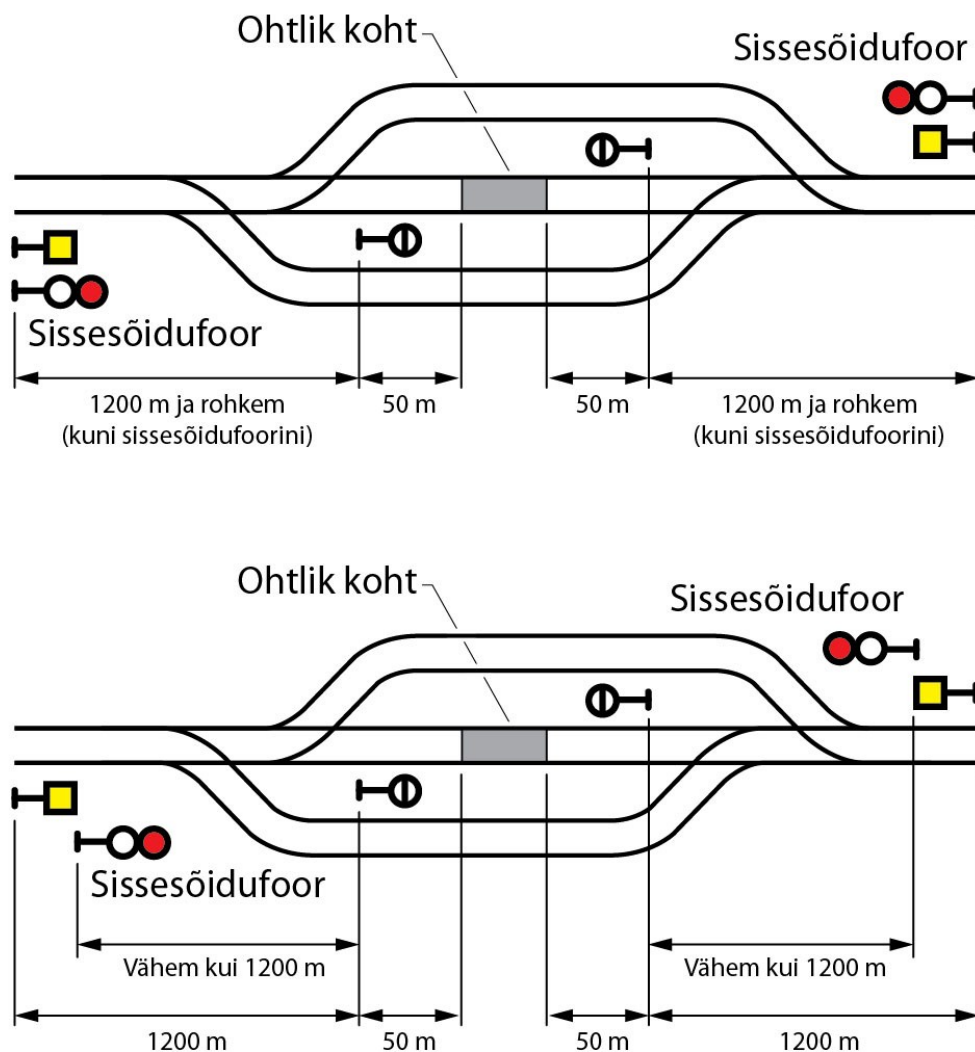 Ohtlik koht
Sissesõidufoor
Sissesõidufoor
1200 m ja rohkem
(kuni sissesõidufoorini)
50 m
50 m
1200 m ja rohkem
(kuni sissesõidufoorini)
Ohtlik koht
Sissesõidufoor
Sissesõidufoor
Vähem kui 1200 m
Vähem kui 1200 m
1200 m
50 m
50 m
1200 m